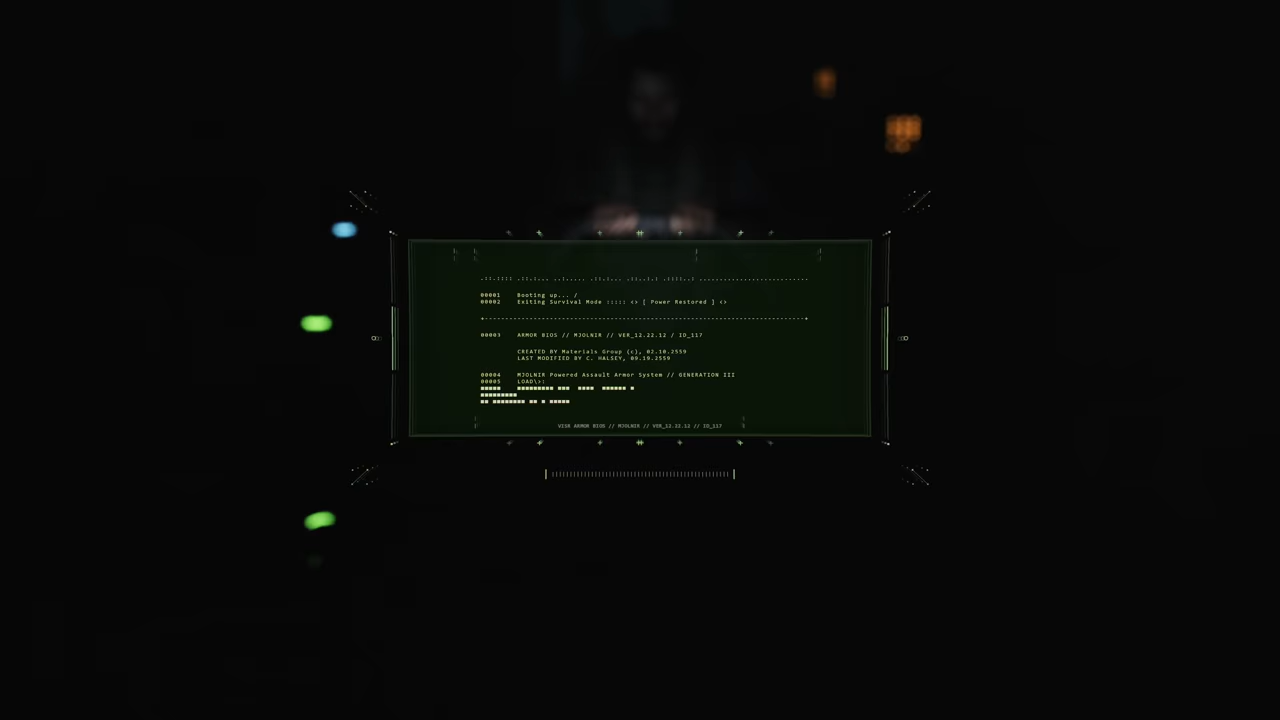 00001 Booting up... /
00002 Exiting Survival Mode ::::: <> [ Power Restored ] <>
00003 ARMOR BIOS // MJOLNIR // VER_12.22.12 / ID_117
CREATED BY Materials Group (c), 02.10.2559
LAST MODIFIED BY C. HALSEY, 09.19.2559
00004 MJOLNIR Powered Assault Armor System // GENERATION III
00005 LOAD\>:
VISR ARMOR BIOS // MJOLNIR // VER_12.22.12 // ID_117